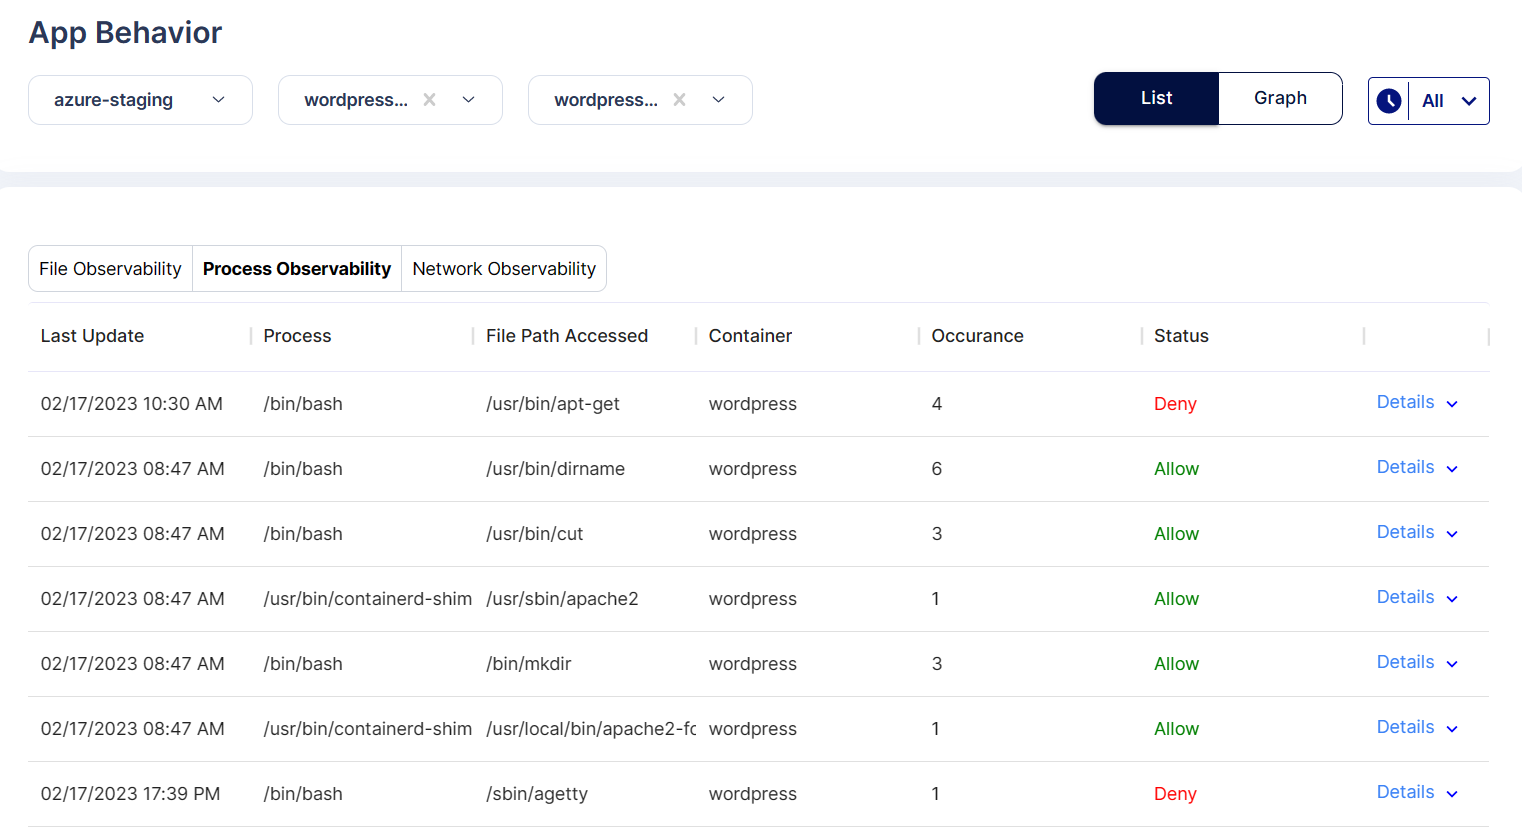 App Behavior
azure-staging wordpress... wordpress... List Graph All
File Observability Process Observability Network Observability
Last Update Process File Path Accessed Container Occurance Status
02/17/2023 10:30 AM /bin/bash /usr/bin/apt-get wordpress 4 Deny Details
02/17/2023 08:47 AM /bin/bash /usr/bin/dirname wordpress 6 Allow Details
02/17/2023 08:47 AM /bin/bash /usr/bin/cut wordpress 3 Allow Details
02/17/2023 08:47 AM /usr/bin/containerd-shim /usr/sbin/apache2 wordpress 1 Allow Details
02/17/2023 08:47 AM /bin/bash /bin/mkdir wordpress 3 Allow Details
02/17/2023 08:47 AM /usr/bin/containerd-shim /usr/local/bin/apache2-fo wordpress 1 Allow Details
02/17/2023 17:39 PM /bin/bash /sbin/agetty wordpress 1 Deny Details